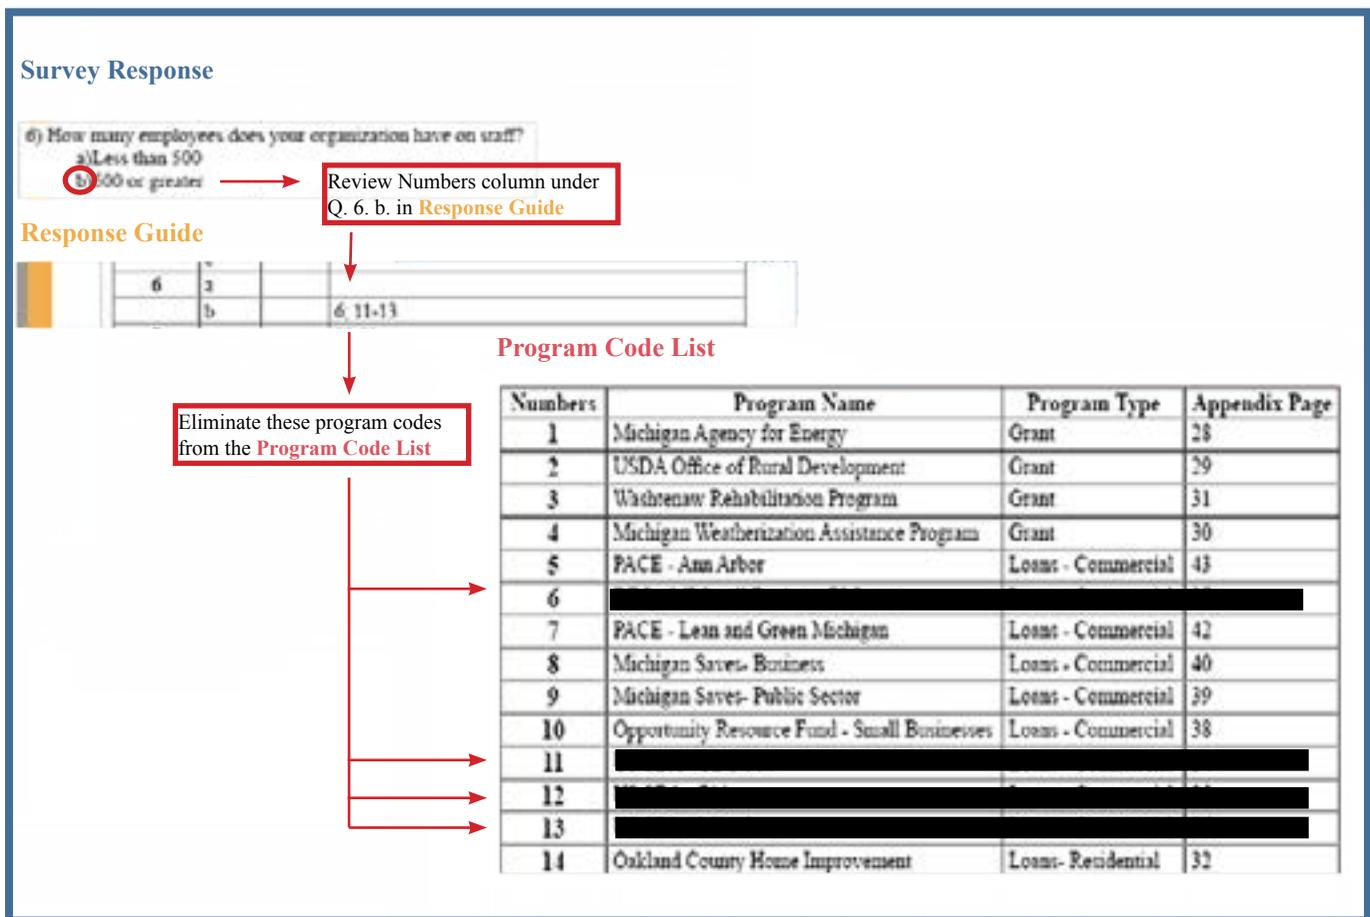 Survey Response
6) How many employees does your organization have on staff?
a)Less than 500
b)500 or greater
Review Numbers column under
Q. 6. b. in Response Guide
Response Guide
6 a
b 6, 11-13
Program Code List
Eliminate these program codes
from the Program Code List
Numbers Program Name Program Type Appendix Page
1 Michigan Agency for Energy Grant 28
2 USDA Office of Rural Development Grant 29
3 Washtenaw Rehabilitation Program Grant 31
4 Michigan Weatherization Assistance Program Grant 30
5 PACE - Ann Arbor Loans - Commercial 43
6
7 PACE - Lean and Green Michigan Loans - Commercial 42
8 Michigan Saves- Business Loans - Commercial 40
9 Michigan Saves- Public Sector Loans - Commercial 39
10 Opportunity Resource Fund - Small Businesses Loans - Commercial 38
11
12
13
14 Oakland County Home Improvement Loans- Residential 32